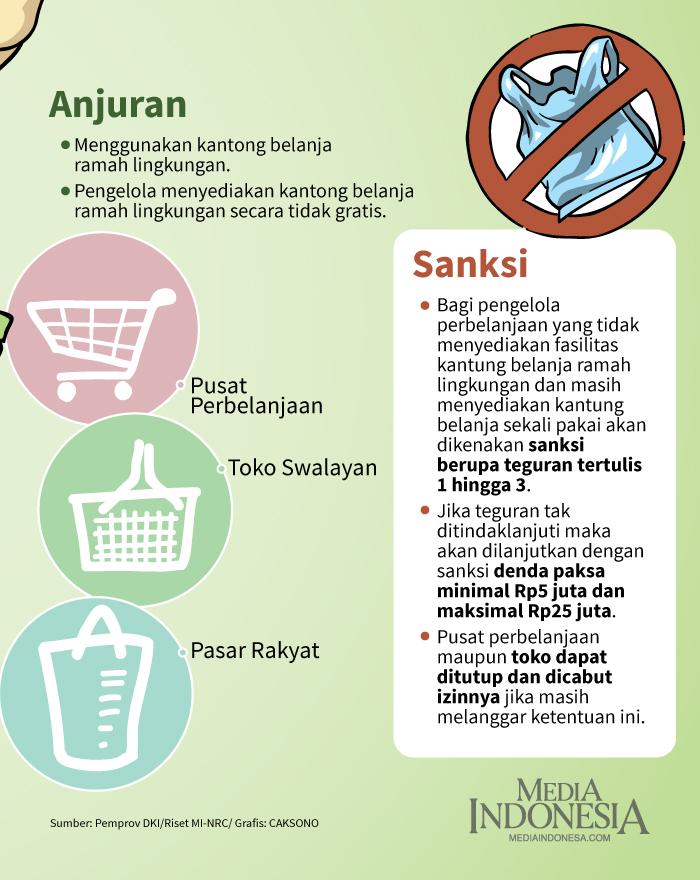 Anjuran
Menggunakan kantong belanja
ramah lingkungan.
Pengelola menyediakan kantong belanja
ramah lingkungan secara tidak gratis.
Pusat
Perbelanjaan
Toko Swalayan
Pasar Rakyat
Sanksi
Bagi pengelola
perbelanjaan yang tidak
menyediakan fasilitas
kantung belanja ramah
lingkungan dan masih
menyediakan kantung
belanja sekali pakai akan
dikenakan sanksi
berupa teguran tertulis
1 hingga 3.
Jika teguran tak
ditindaklanjuti maka
akan dilanjutkan dengan
sanksi denda paksa
minimal Rp5 juta dan
maksimal Rp25 juta.
Pusat perbelanjaan
maupun toko dapat
ditutup dan dicabut
izinnya jika masih
melanggar ketentuan ini.
Sumber: Pemprov DKI/Riset MI-NRC/ Grafis: CAKSONO
MEDIA
INDONESIA
MEDIAINDONESA.COM